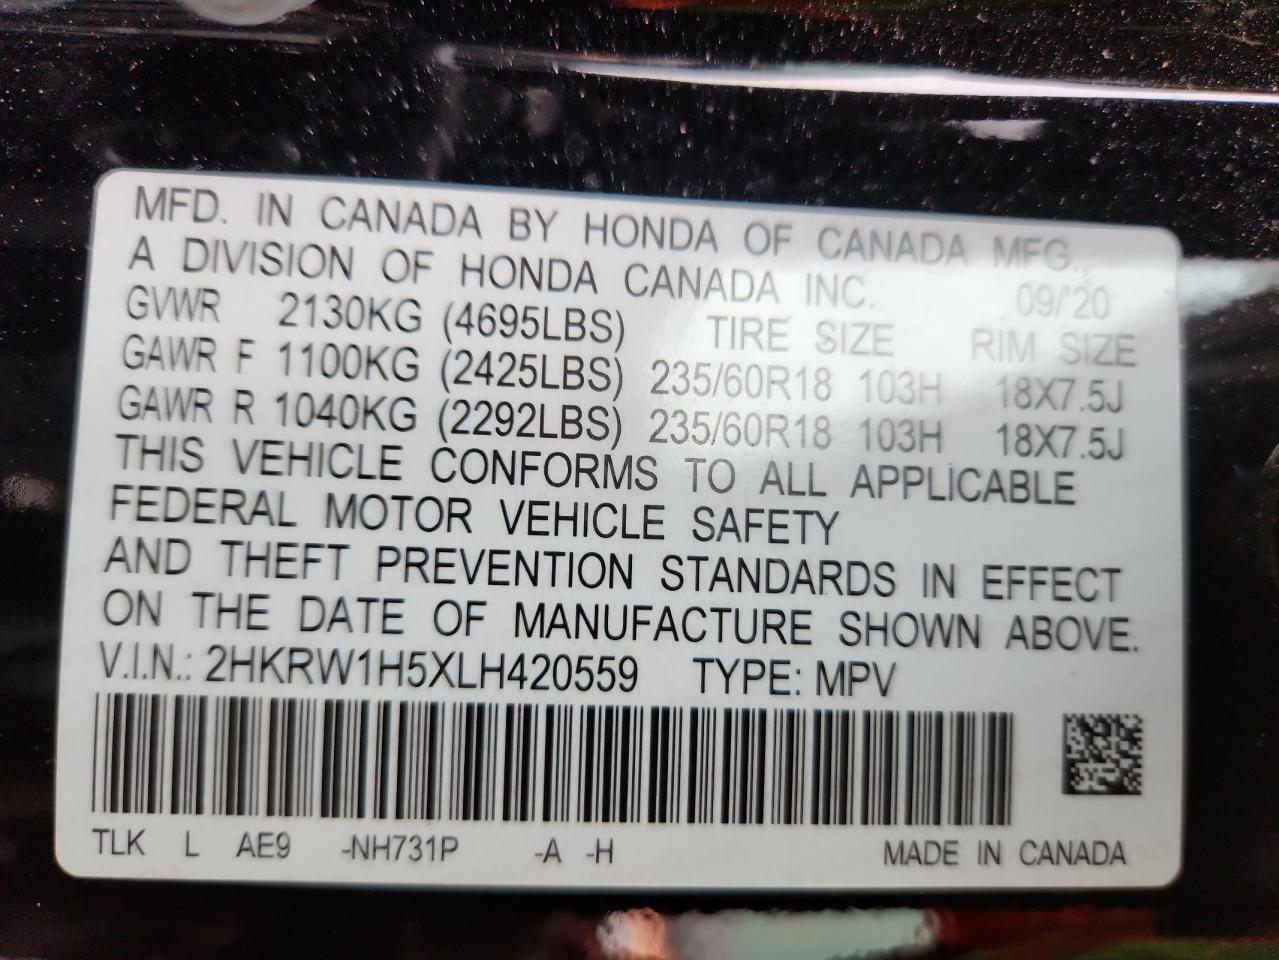 MFD. IN CANADA BY HONDA OF CANADA MFG.,
A DIVISION OF HONDA CANADA INC. 09/'20
GVWR 2130KG (4695LBS) TIRE SIZE RIM SIZE
GAWR F 1100KG (2425LBS) 235/60R18 103H 18X7.5J
GAWR R 1040KG (2292LBS) 235/60R18 103H 18X7.5J
THIS VEHICLE CONFORMS TO ALL APPLICABLE
FEDERAL MOTOR VEHICLE SAFETY
AND THEFT PREVENTION STANDARDS IN EFFECT
ON THE DATE OF MANUFACTURE SHOWN ABOVE.
V.I.N.: 2HKRW1H5XLH420559 TYPE: MPV
TLK L AE9 -NH731P -A -H MADE IN CANADA